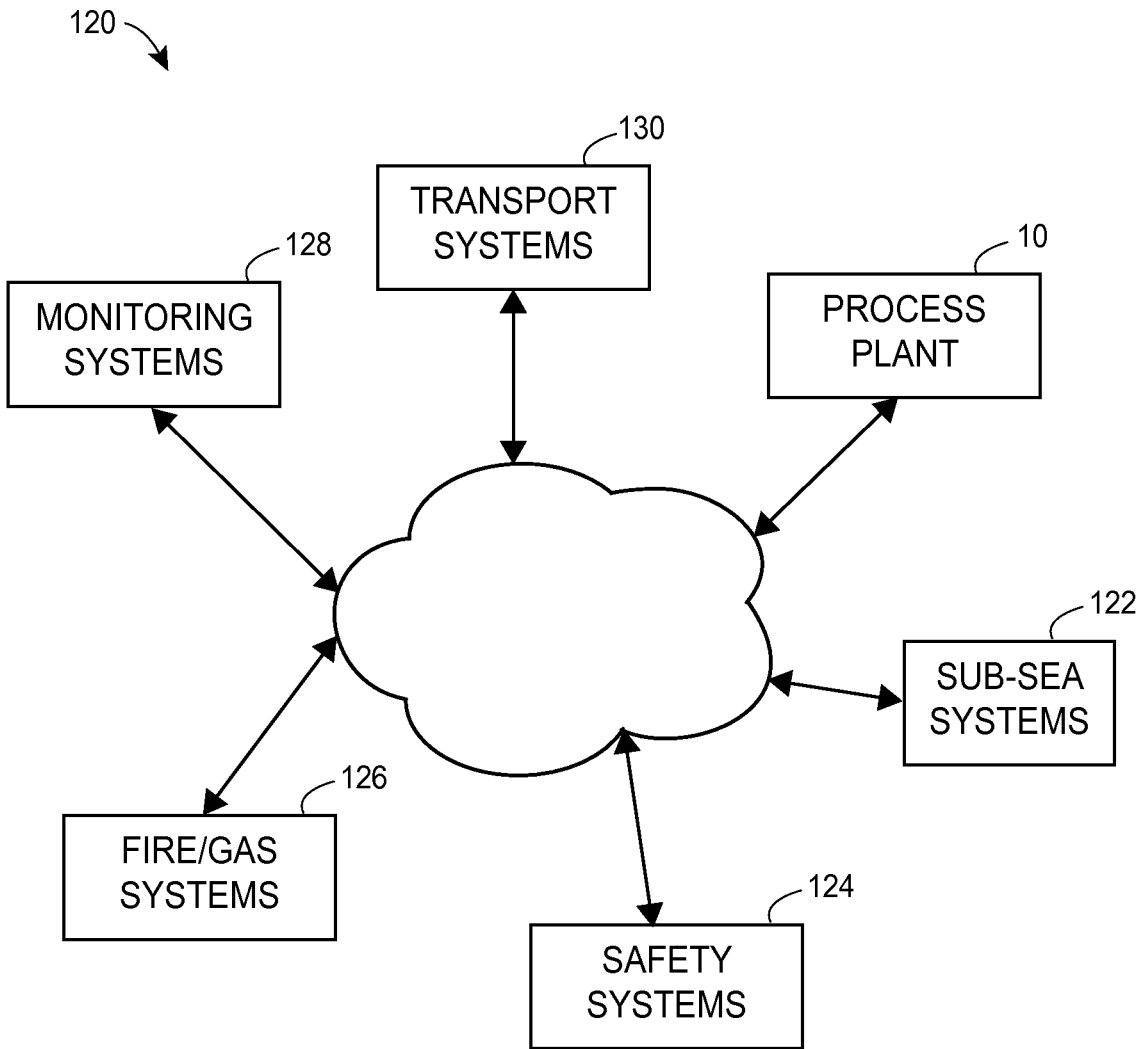 120
130
TRANSPORT
SYSTEMS
128
MONITORING
SYSTEMS
10
PROCESS
PLANT
122
SUB-SEA
SYSTEMS
126
FIRE/GAS
SYSTEMS
124
SAFETY
SYSTEMS